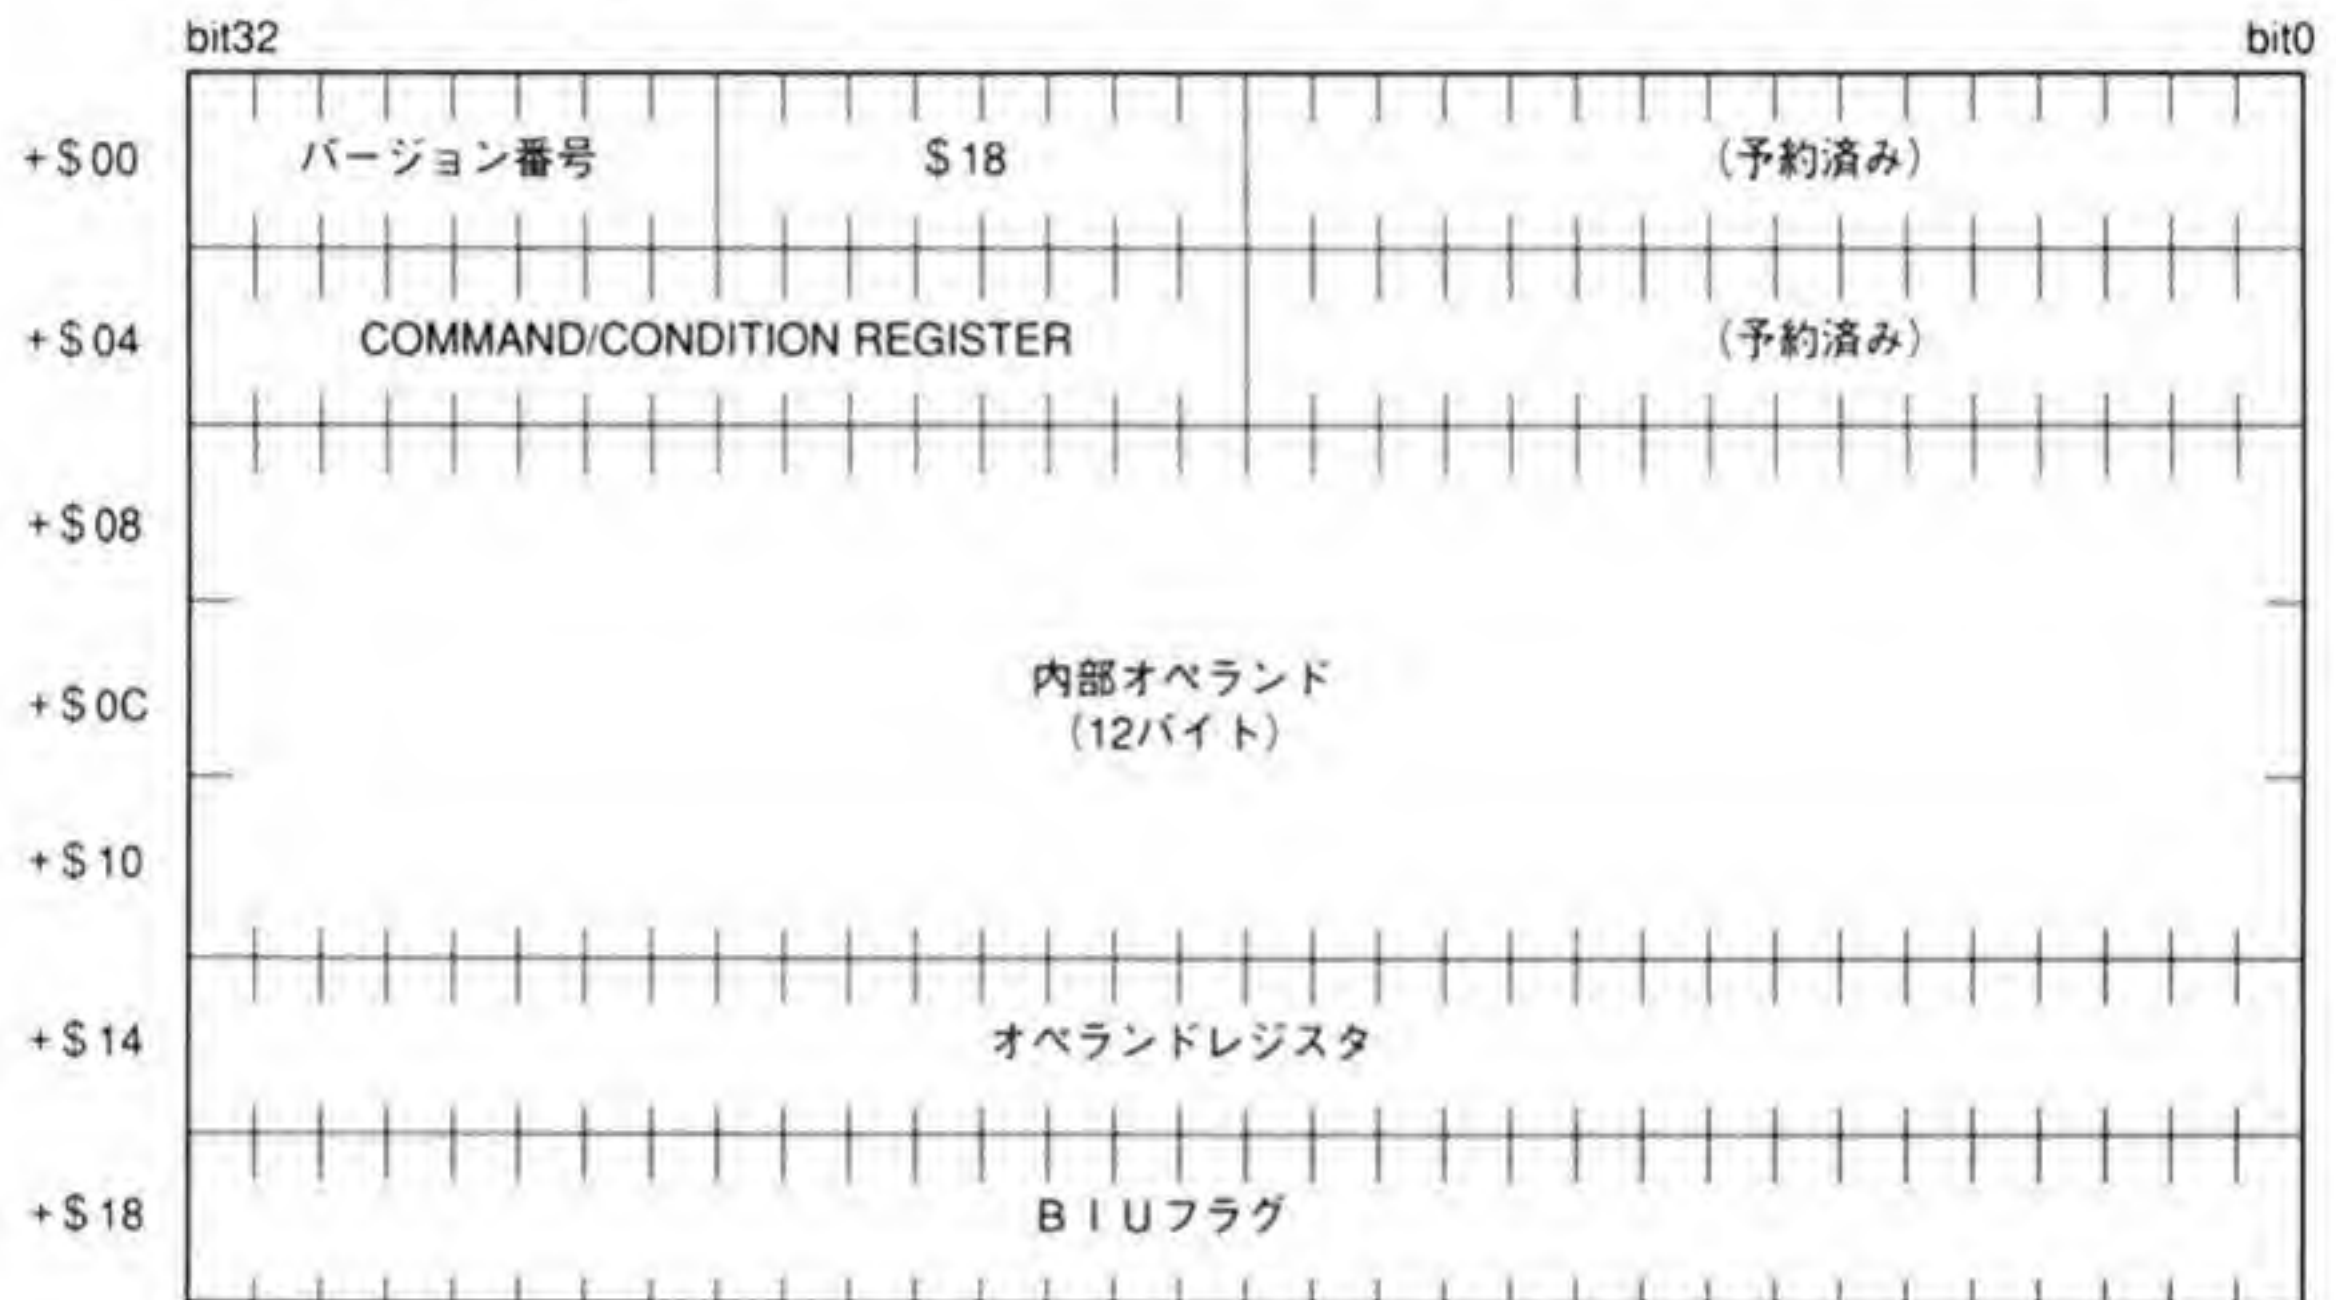 bit32 bit0
+$00 バージョン番号 $18 (予約済み)
+$04 COMMAND/CONDITION REGISTER (予約済み)
+$08
内部オペランド
+$0C
(12バイト)
+$10
+$14 オペランドレジスタ
+$18 BIUフラグ